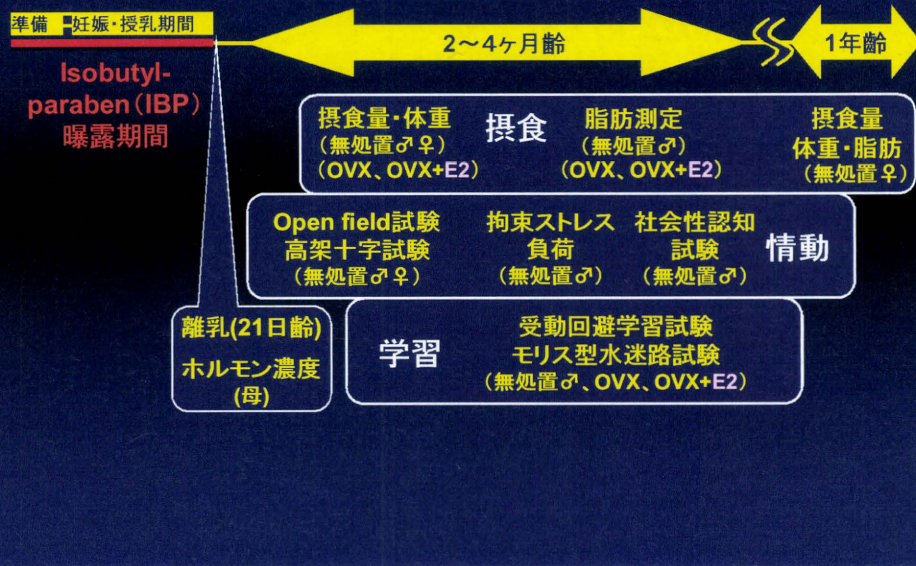 準備 妊娠・授乳期間
2～4ヶ月齢
1年齢
Isobutyl-
paraben（IBP）
曝露期間
摂食量・体重
（無処置♂♀）
（OVX、OVX+E2）
摂食
脂肪測定
（無処置♂）
（OVX、OVX+E2）
摂食量
体重・脂肪
（無処置♀）
Open field試験
高架十字試験
（無処置♂♀）
拘束ストレス
負荷
（無処置♂）
社会性認知
試験
（無処置♂）
情動
離乳(21日齢)
ホルモン濃度
(母)
学習
受動回避学習試験
モリス型水迷路試験
（無処置♂、OVX、OVX+E2）